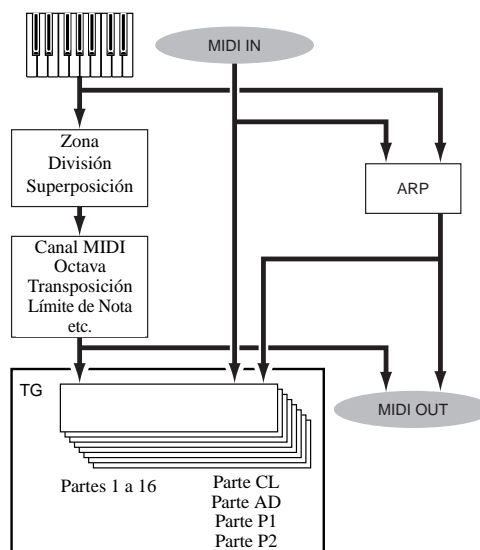 MIDI IN
Zona
División
Superposición
ARP
Canal MIDI
Octava
Transposición
Límite de Nota
etc.
TG
MIDI OUT
Partes 1 a 16
Parte CL
Parte AD
Parte P1
Parte P2